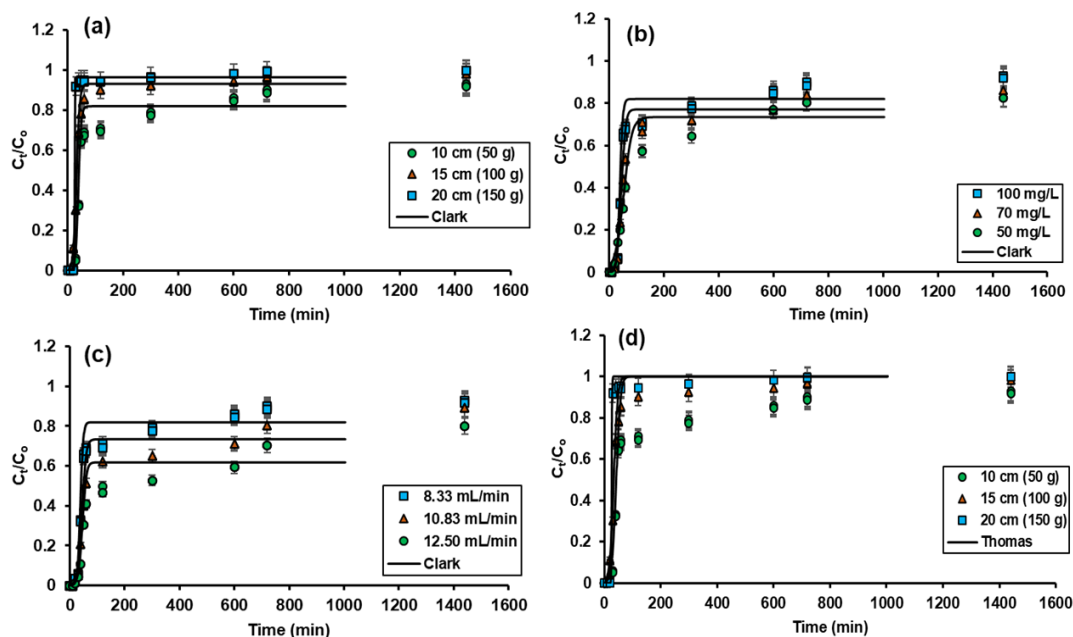 (a)
1.2
1
0.8
0.6
0.4
0.2
0
Ct/Co
10 cm (50 g)
15 cm (100 g)
20 cm (150 g)
Clark
0 200 400 600 800 1000 1200 1400 1600
Time (min)
(b)
1.2
1
0.8
0.6
0.4
0.2
0
Ct/Co
100 mg/L
70 mg/L
50 mg/L
Clark
0 200 400 600 800 1000 1200 1400 1600
Time (min)
(c)
1.2
1
0.8
0.6
0.4
0.2
0
Ct/Co
8.33 mL/min
10.83 mL/min
12.50 mL/min
Clark
0 200 400 600 800 1000 1200 1400 1600
Time (min)
(d)
1.2
1
0.8
0.6
0.4
0.2
0
Ct/Co
10 cm (50 g)
15 cm (100 g)
20 cm (150 g)
Thomas
0 200 400 600 800 1000 1200 1400 1600
Time (min)